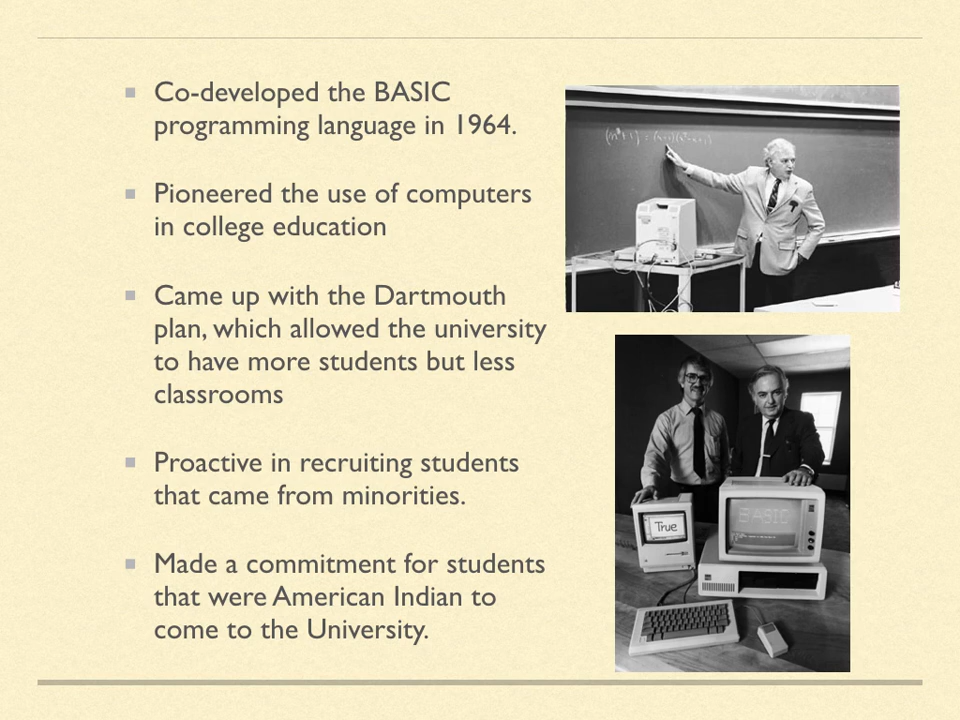 Co-developed the BASIC
programming language in 1964.
Pioneered the use of computers
in college education
Came up with the Dartmouth
plan, which allowed the university
to have more students but less
classrooms
Proactive in recruiting students
that came from minorities.
Made a commitment for students
that were American Indian to
come to the University.
True
BASIC